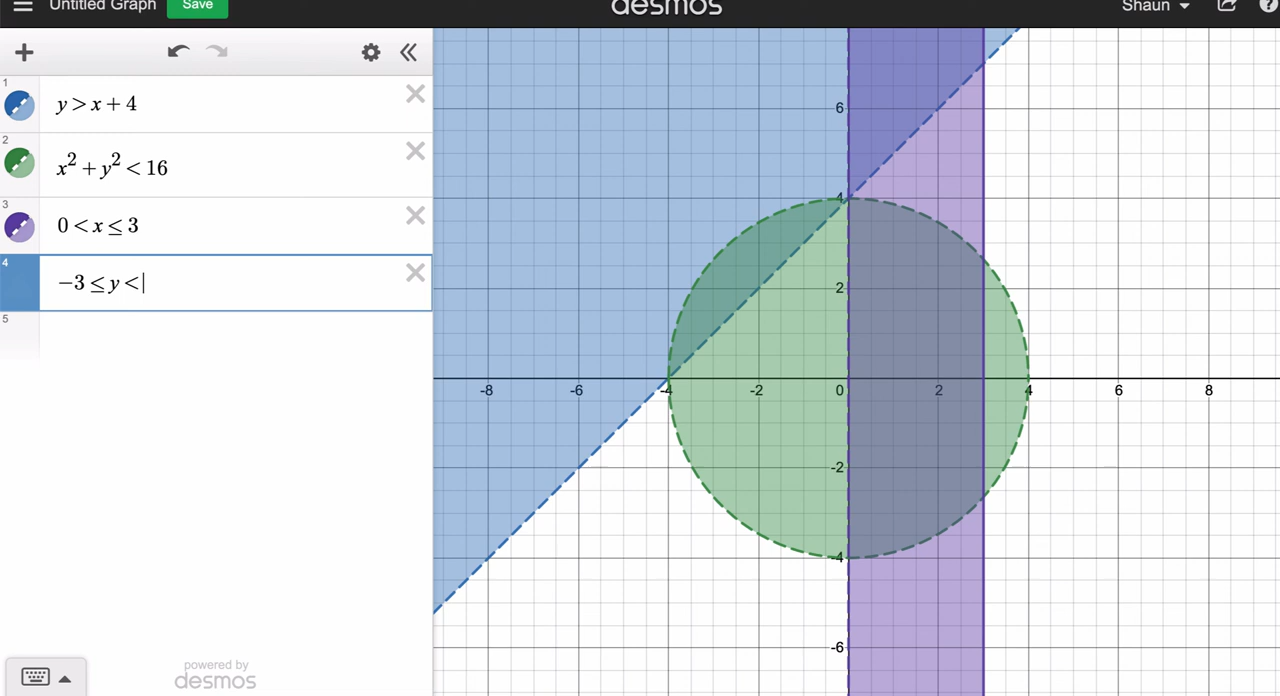 Untitled Graph Save desmos Shaun ?
1
y > x + 4
2
x² + y² < 16
3
0 < x ≤ 3
4
−3 ≤ y <
5
powered by
desmos
6
4
2
-8 -6 -4 -2 0 2 4 6 8
-2
-4
-6